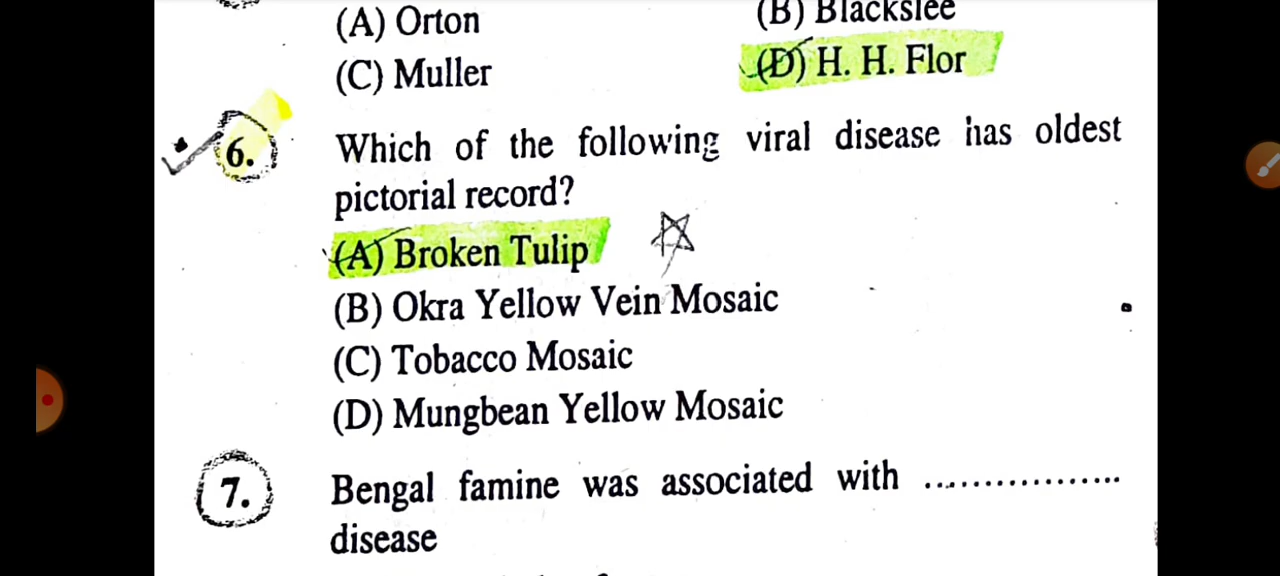 (A) Orton
(B) Blackslee
(C) Muller
(D) H. H. Flor
6. Which of the following viral disease has oldest
pictorial record?
(A) Broken Tulip
(B) Okra Yellow Vein Mosaic
(C) Tobacco Mosaic
(D) Mungbean Yellow Mosaic
7. Bengal famine was associated with .................
disease